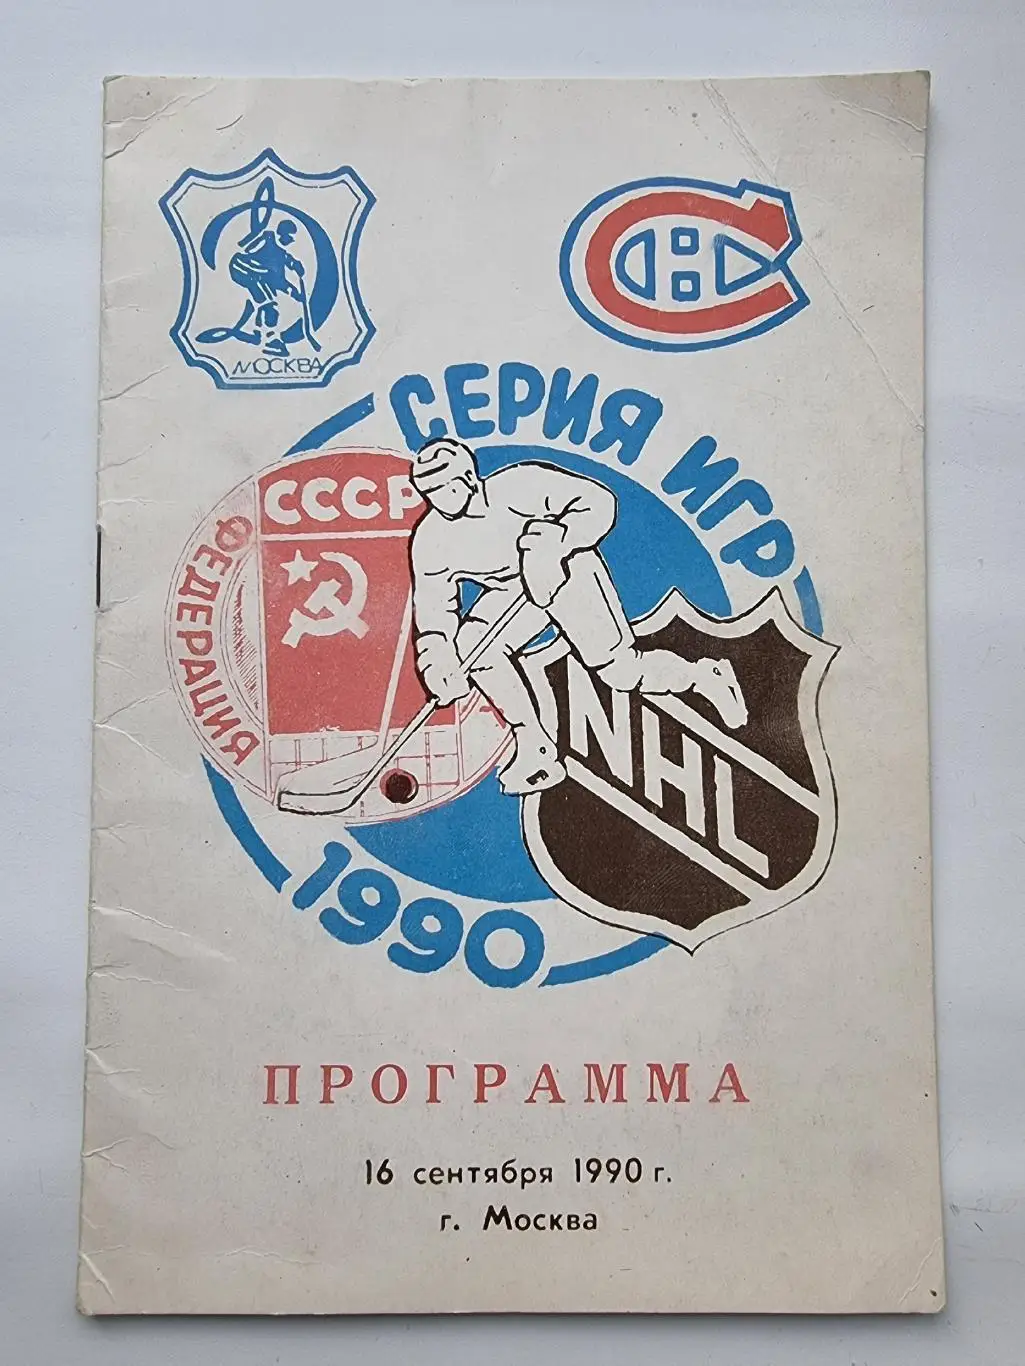 МОСКВА
СЕРИЯ ИГР
СССР
ФЕДЕРАЦИЯ
NHL
1990
ПРОГРАММА
16 сентября 1990 г.
г. Москва